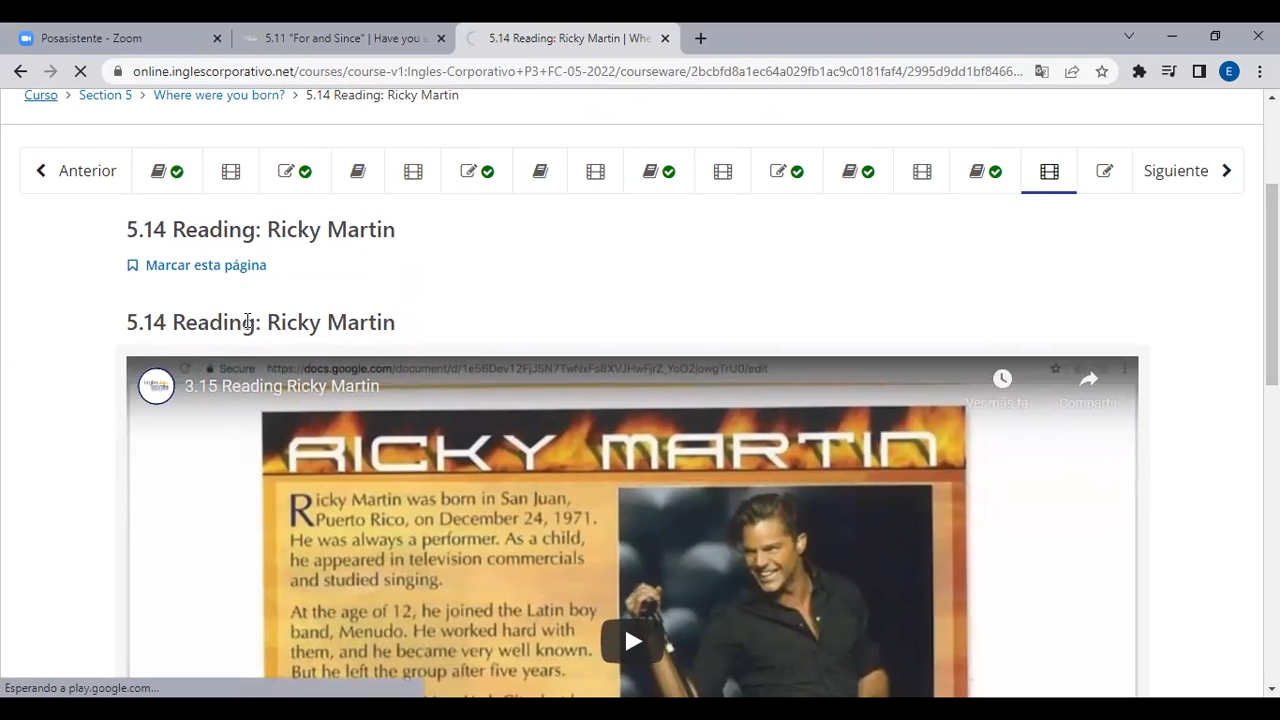 Posasistente - Zoom
5.11 "For and Since" | Have you e
5.14 Reading: Ricky Martin | Whe
online.inglescorporativo.net/courses/course-v1:Ingles-Corporativo+P3+FC-05-2022/courseware/2bcbfd8a1ec64a029fb1ac9c0181faf4/2995d9dd1bf8466...
E
Curso > Section 5 > Where were you born? > 5.14 Reading: Ricky Martin
Anterior
Siguiente
5.14 Reading: Ricky Martin
Marcar esta página
5.14 Reading: Ricky Martin
Secure
3.15 Reading Ricky Martin
Ver más ta
Compartir
RICKY MARTIN
Ricky Martin was born in San Juan,
Puerto Rico, on December 24, 1971.
He was always a performer. As a child,
he appeared in television commercials
and studied singing.
At the age of 12, he joined the Latin boy
band, Menudo. He worked hard with
them, and he became very well known.
But he left the group after five years.
Esperando a play.google.com...